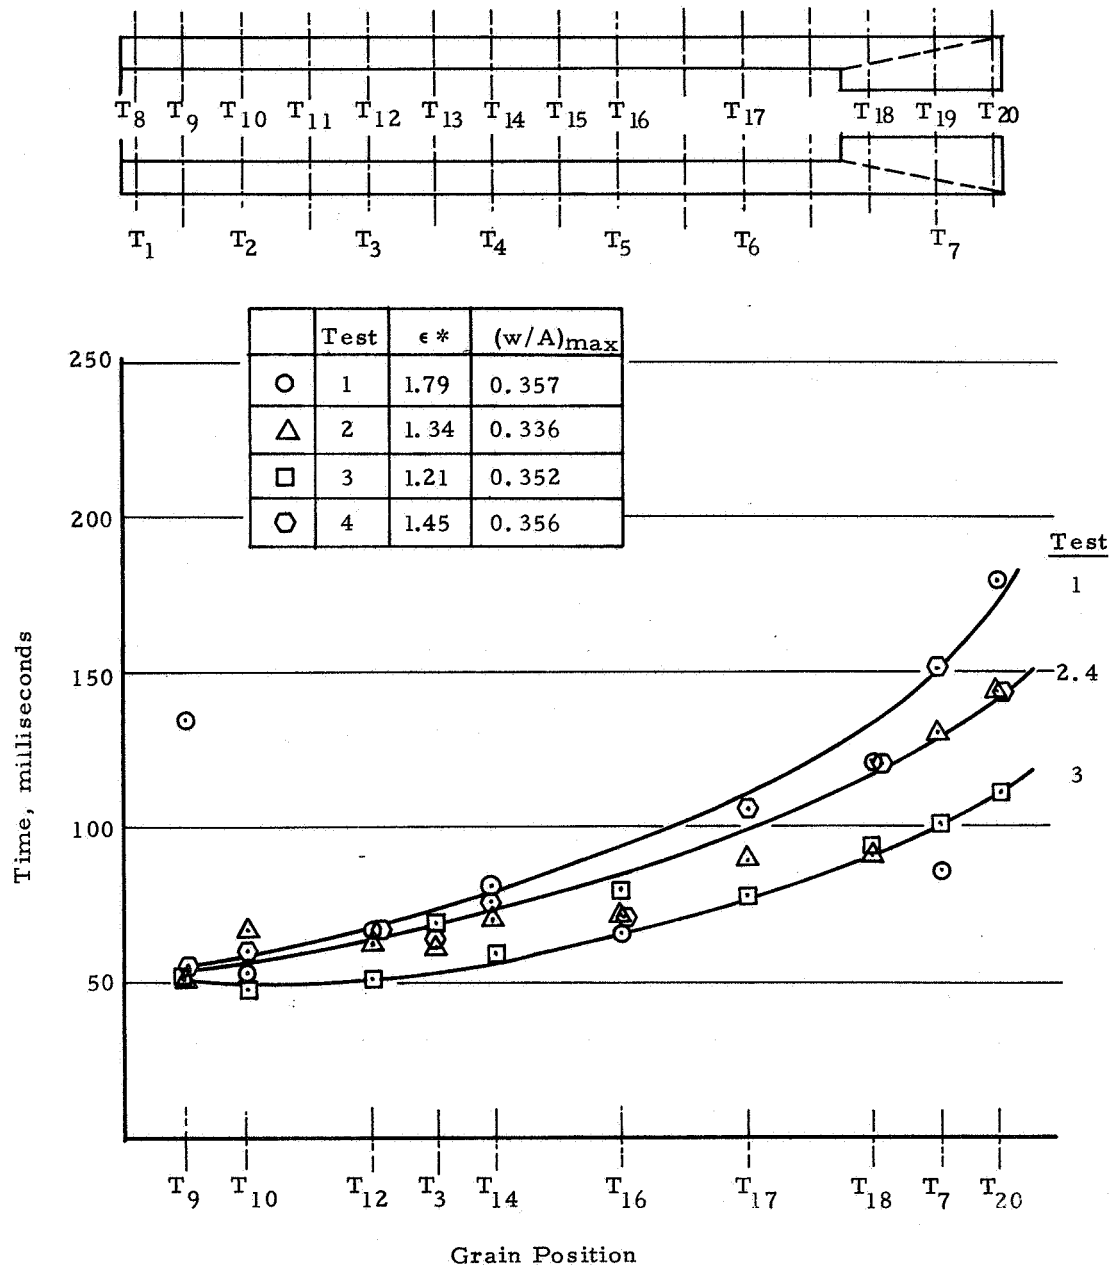 T8 T9 T10 T11 T12 T13 T14 T15 T16 T17 T18 T19 T20
T1 T2 T3 T4 T5 T6 T7
Test ϵ* (w/A)max
1 1.79 0.357
2 1.34 0.336
3 1.21 0.352
4 1.45 0.356
250
200
150
100
50
Time, milliseconds
Test
1
2.4
3
T9 T10 T12 T3 T14 T16 T17 T18 T7 T20
Grain Position